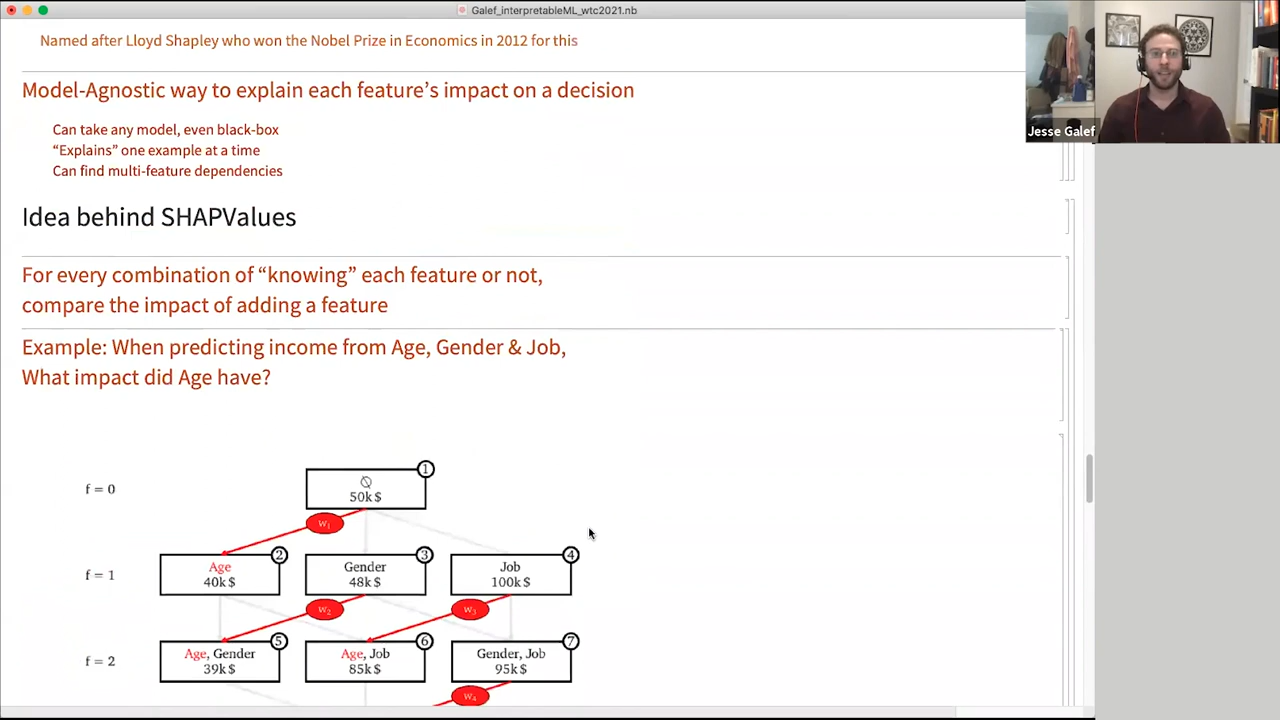 Galef_interpretableML_wtc2021.nb
Named after Lloyd Shapley who won the Nobel Prize in Economics in 2012 for this
Model-Agnostic way to explain each feature's impact on a decision
Can take any model, even black-box
"Explains" one example at a time
Can find multi-feature dependencies
Jesse Galef
Idea behind SHAPValues
For every combination of "knowing" each feature or not,
compare the impact of adding a feature
Example: When predicting income from Age, Gender & Job,
What impact did Age have?
1
f = 0
∅
50k $
w₁
2
3
4
f = 1
Age
40k $
Gender
48k $
Job
100k $
w₂
w₃
5
6
7
f = 2
Age, Gender
39k $
Age, Job
85k $
Gender, Job
95k $
w₄